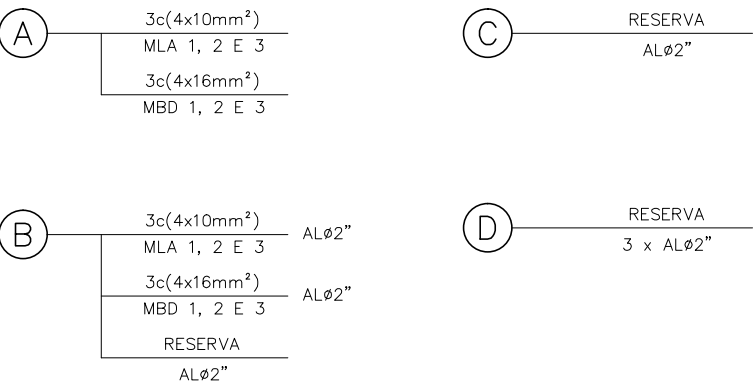 A
3c(4x10mm²)
MLA 1, 2 E 3
3c(4x16mm²)
MBD 1, 2 E 3
C
RESERVA
ALø2"
B
3c(4x10mm²)
MLA 1, 2 E 3
ALø2"
3c(4x16mm²)
MBD 1, 2 E 3
ALø2"
RESERVA
ALø2"
D
RESERVA
3 x ALø2"